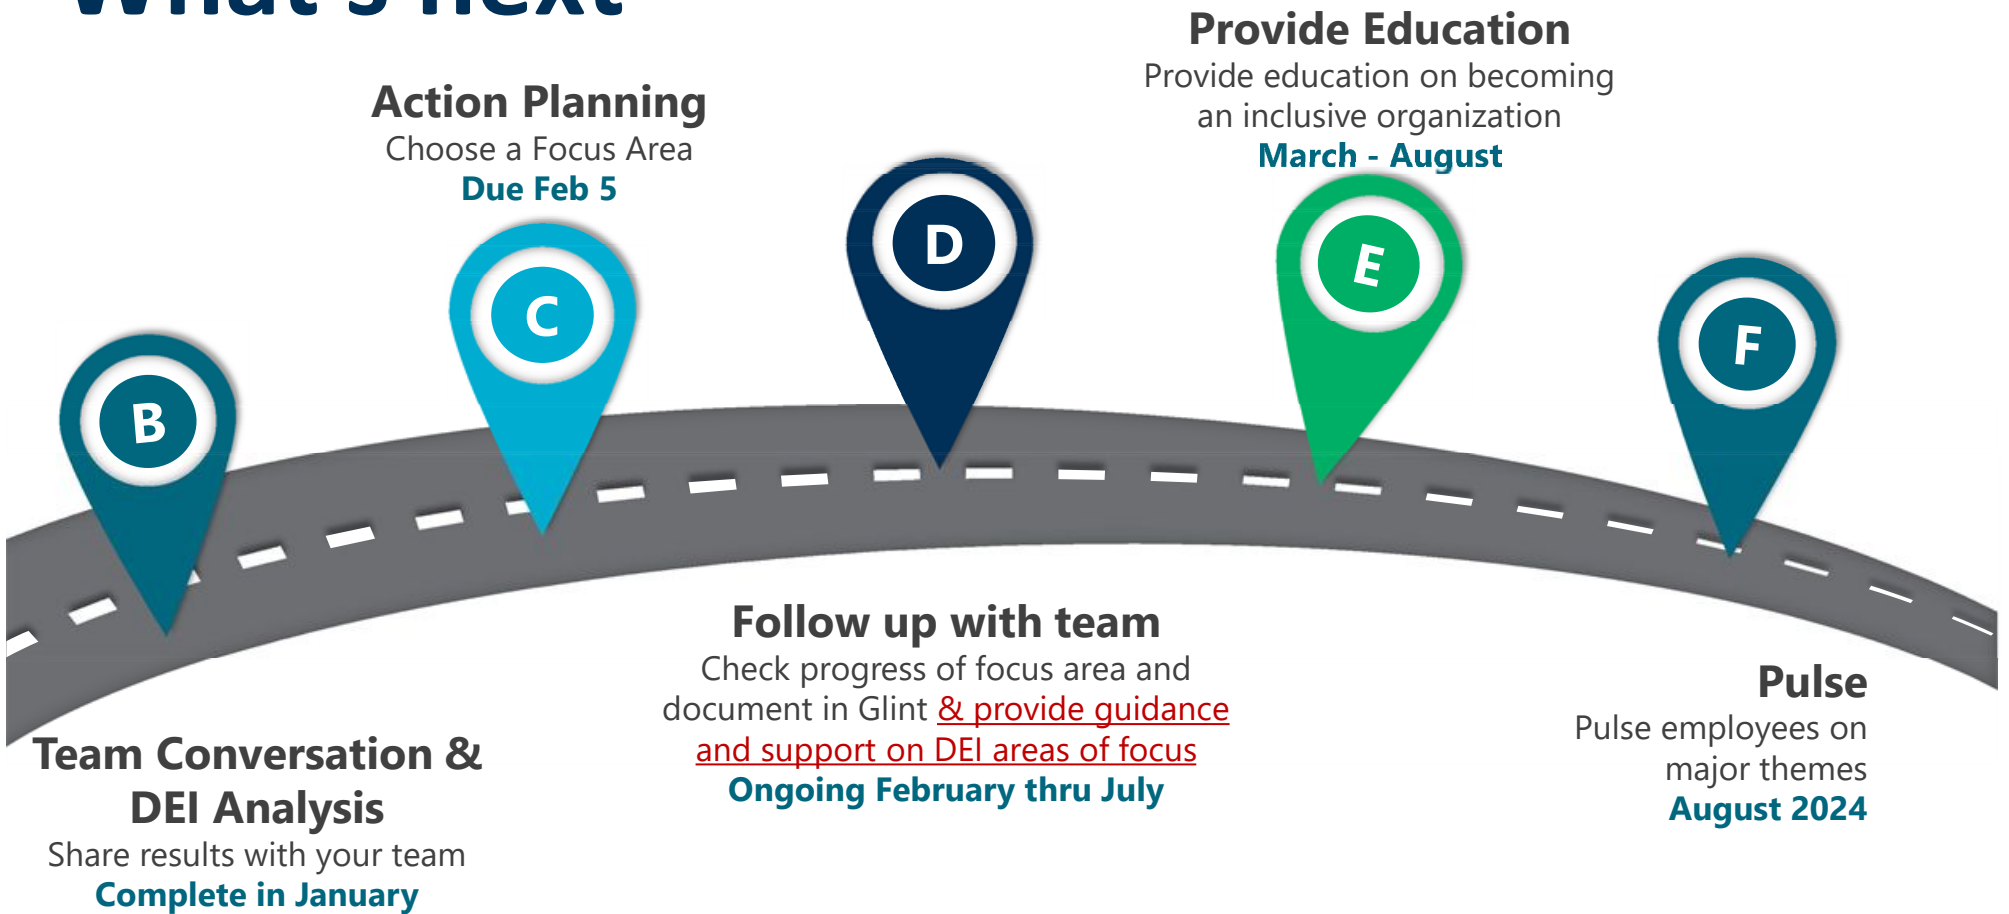 What's next
Provide Education
Provide education on becoming
an inclusive organization
March - August
Action Planning
Choose a Focus Area
Due Feb 5
B
C
D
E
F
Team Conversation &
DEI Analysis
Share results with your team
Complete in January
Follow up with team
Check progress of focus area and
document in Glint & provide guidance
and support on DEI areas of focus
Ongoing February thru July
Pulse
Pulse employees on
major themes
August 2024